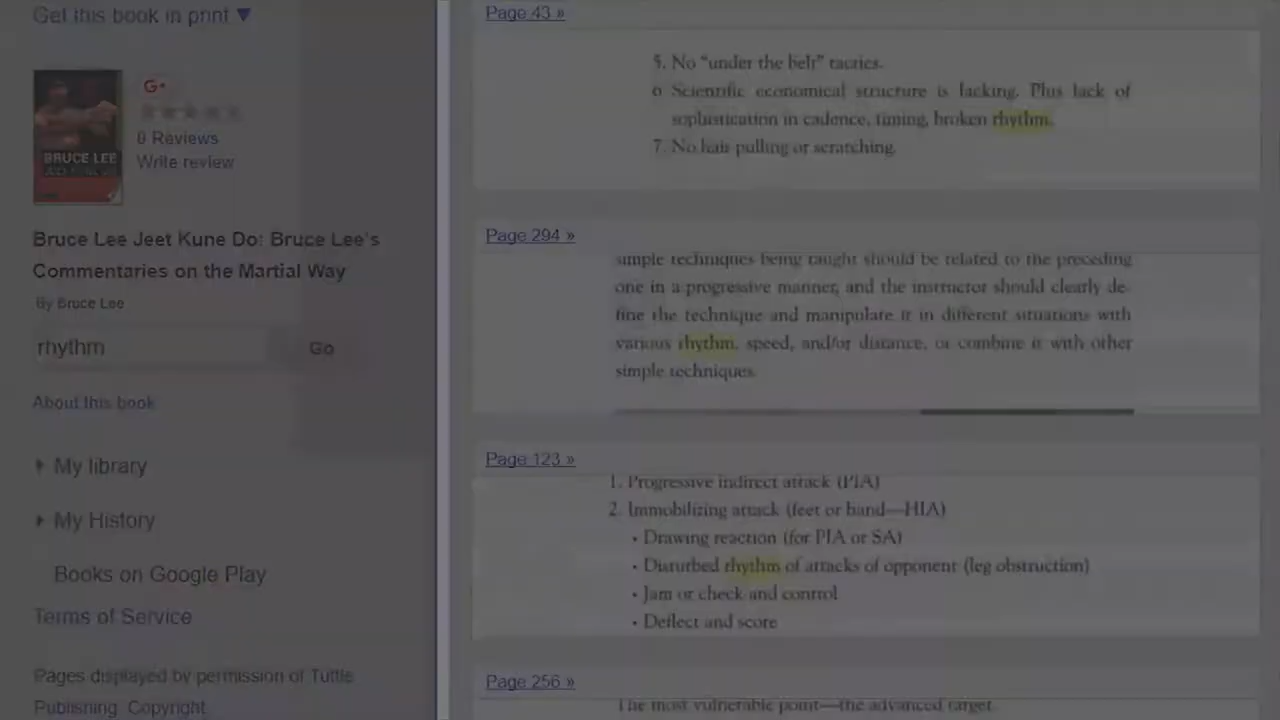 Get this book in print ▼
G+
BRUCE LEE
0 Reviews
Write review
Bruce Lee Jeet Kune Do: Bruce Lee's
Commentaries on the Martial Way
By Bruce Lee
rhythm
Go
About this book
My library
My History
Books on Google Play
Terms of Service
Pages displayed by permission of Tuttle
Publishing. Copyright.
Page 43 »
5. No “under the belt” tactics.
6 Scientific economical structure is lacking. Plus lack of
sophistication in cadence, timing, broken rhythm.
7. No hair pulling or scratching.
Page 294 »
simple techniques being taught should be related to the preceding
one in a progressive manner, and the instructor should clearly de-
fine the technique and manipulate it in different situations with
various rhythm, speed, and/or distance, or combine it with other
simple techniques.
Page 123 »
1. Progressive indirect attack (PIA)
2. Immobilizing attack (feet or hand—HIA)
• Drawing reaction (for PIA or SA)
• Disturbed rhythm of attacks of opponent (leg obstruction)
• Jam or check and control
• Deflect and score
Page 256 »
The most vulnerable point—the advanced target.